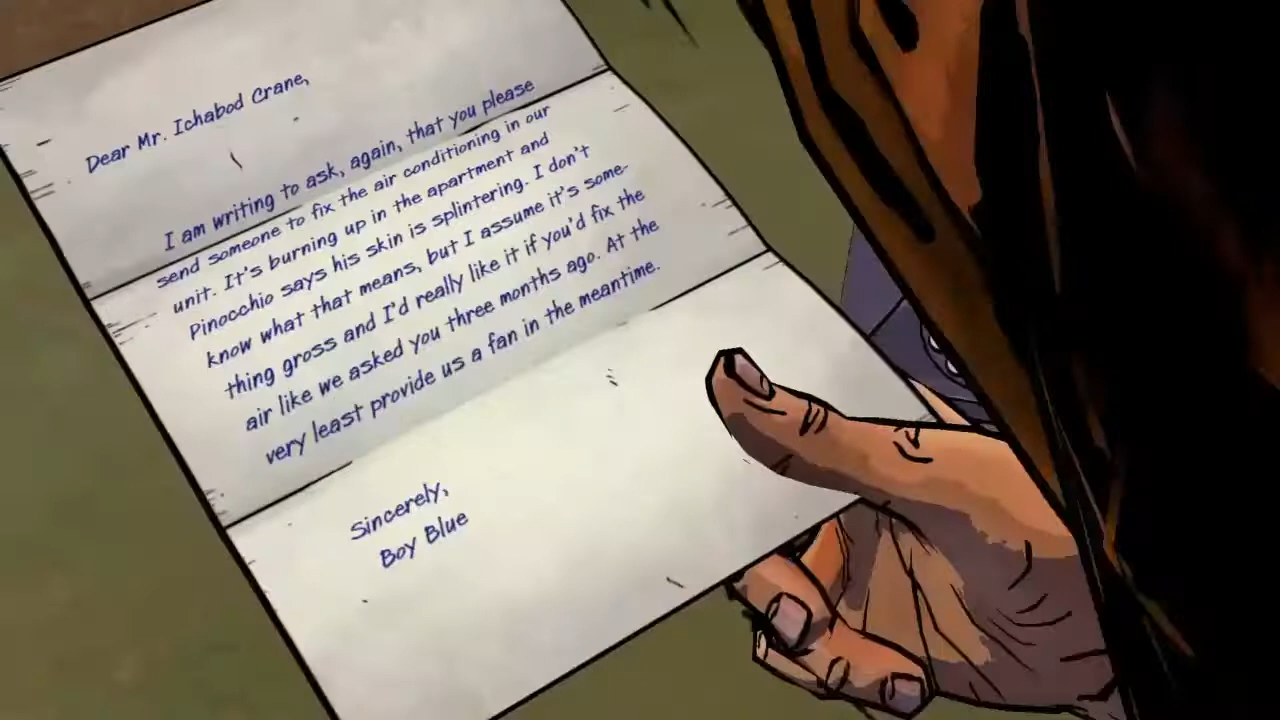 Dear Mr. Ichabod Crane,
I am writing to ask, again, that you please
send someone to fix the air conditioning in our
unit. It's burning up in the apartment and
Pinocchio says his skin is splintering. I don't
know what that means, but I assume it's some-
thing gross and I'd really like it if you'd fix the
air like we asked you three months ago. At the
very least provide us a fan in the meantime.
Sincerely,
Boy Blue